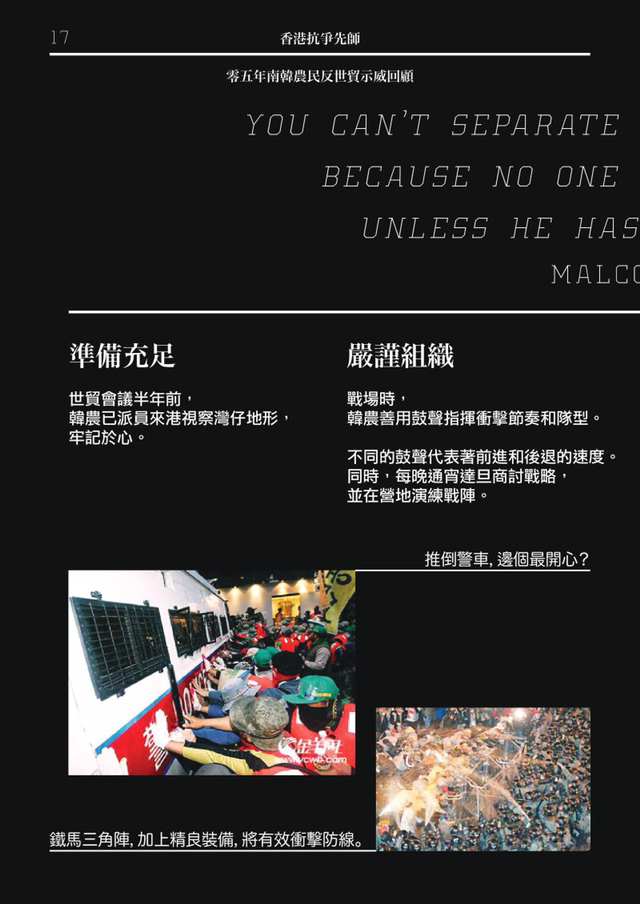 17
香港抗爭先師
零五年南韓農民反世貿示威回顧
YOU CAN'T SEPARATE
BECAUSE NO ONE
UNLESS HE HAS
MALCO
準備充足
世貿會議半年前，
韓農已派員來港視察灣仔地形，
牢記於心。
嚴謹組織
戰場時，
韓農善用鼓聲指揮衝擊節奏和隊型。
不同的鼓聲代表著前進和後退的速度。
同時，每晚通宵達旦商討戰略，
並在營地演練戰陣。
推倒警車, 邊個最開心?
警
金羊网
ycwb.com
鐵馬三角陣, 加上精良裝備, 將有效衝擊防線。